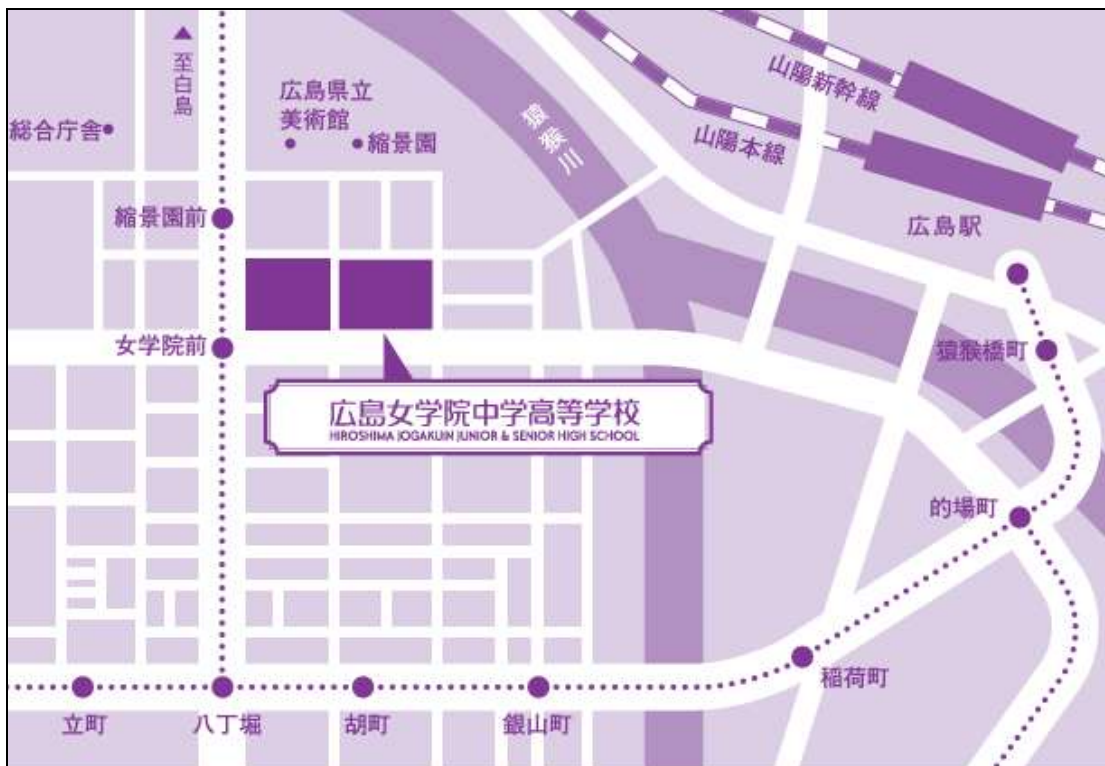 至白島
広島県立
美術館
縮景園
総合庁舎
猿猴川
山陽新幹線
山陽本線
広島駅
縮景園前
女学院前
猿猴橋町
広島女学院中学高等学校
HIROSHIMA JOGAKUIN JUNIOR & SENIOR HIGH SCHOOL
的場町
稲荷町
立町
八丁堀
胡町
銀山町